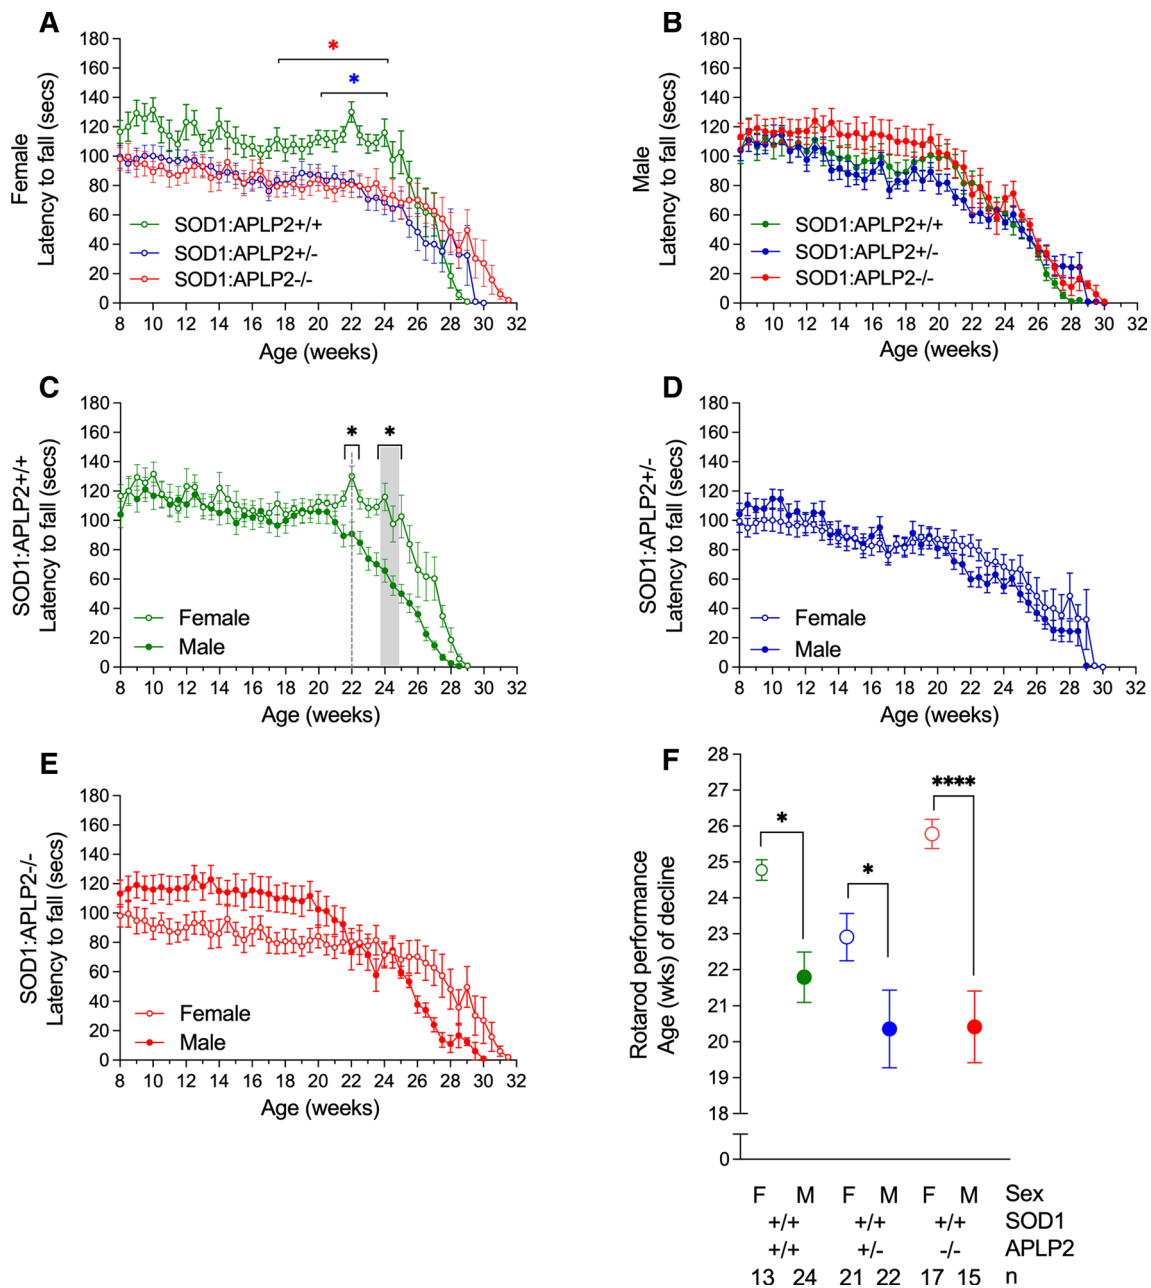 A
Female
Latency to fall (secs)
180
160
140
120
100
80
60
40
20
0
*
*
SOD1:APLP2+/+
SOD1:APLP2+/-
SOD1:APLP2-/-
8 10 12 14 16 18 20 22 24 26 28 30 32
Age (weeks)
B
Male
Latency to fall (secs)
180
160
140
120
100
80
60
40
20
0
SOD1:APLP2+/+
SOD1:APLP2+/-
SOD1:APLP2-/-
8 10 12 14 16 18 20 22 24 26 28 30 32
Age (weeks)
C
SOD1:APLP2+/+
Latency to fall (secs)
180
160
140
120
100
80
60
40
20
0
* *
Female
Male
8 10 12 14 16 18 20 22 24 26 28 30 32
Age (weeks)
D
SOD1:APLP2+/-
Latency to fall (secs)
180
160
140
120
100
80
60
40
20
0
Female
Male
8 10 12 14 16 18 20 22 24 26 28 30 32
Age (weeks)
E
SOD1:APLP2-/-
Latency to fall (secs)
180
160
140
120
100
80
60
40
20
0
Female
Male
8 10 12 14 16 18 20 22 24 26 28 30 32
Age (weeks)
F
Rotarod performance
Age (wks) of decline
28
27
26
25
24
23
22
21
20
19
18
0
*
*
****
F M F M F M Sex
+/+ +/+ +/+ SOD1
+/+ +/- -/- APLP2
13 24 21 22 17 15 n